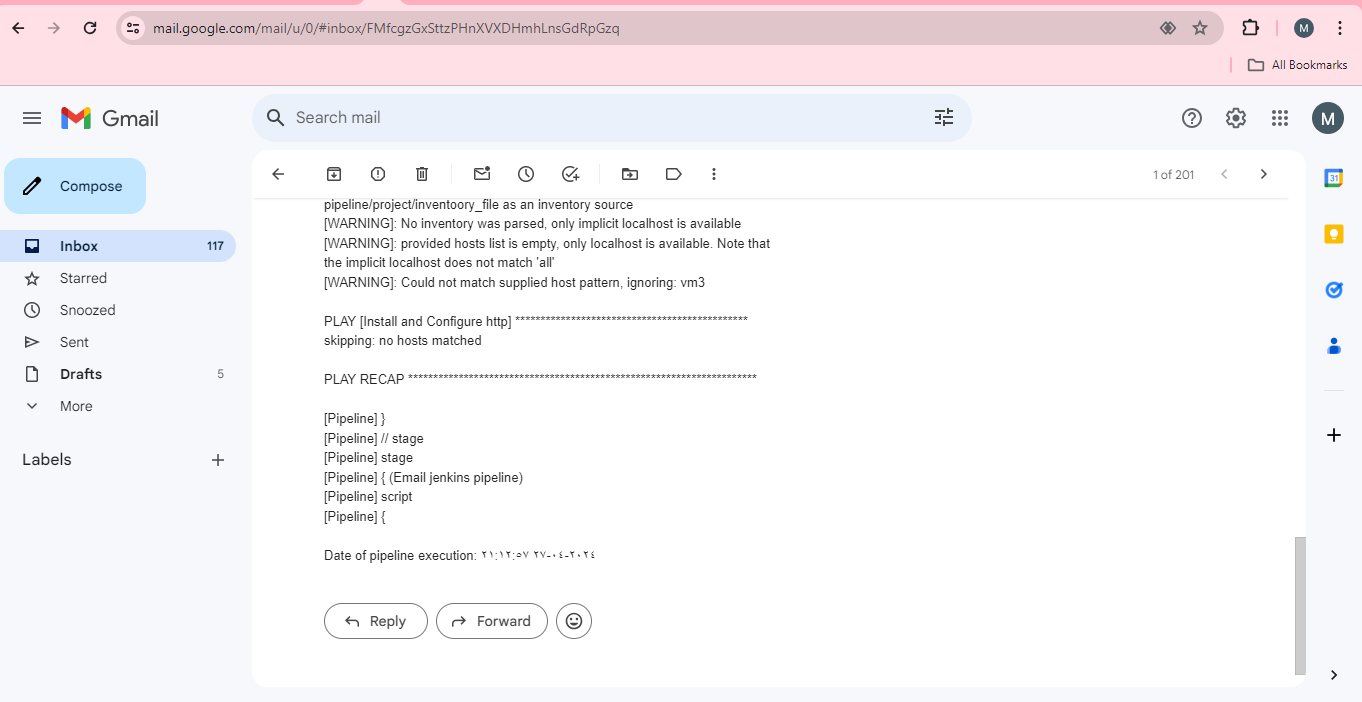 mail.google.com/mail/u/0/#inbox/FMfcgzGxSttzPHnXVXDHmhLnsGdRpGzq
M
All Bookmarks
Gmail
Search mail
M
Compose
1 of 201
31
Inbox 117
Starred
Snoozed
Sent
Drafts 5
More
Labels
pipeline/project/inventoory_file as an inventory source
[WARNING]: No inventory was parsed, only implicit localhost is available
[WARNING]: provided hosts list is empty, only localhost is available. Note that
the implicit localhost does not match 'all'
[WARNING]: Could not match supplied host pattern, ignoring: vm3
PLAY [Install and Configure http] **********************************************
skipping: no hosts matched
PLAY RECAP *********************************************************************
[Pipeline] }
[Pipeline] // stage
[Pipeline] stage
[Pipeline] { (Email jenkins pipeline)
[Pipeline] script
[Pipeline] {
Date of pipeline execution: ٢٠٢٤-٠٤-٢٧ ٢١:١٢:٥٧
Reply
Forward